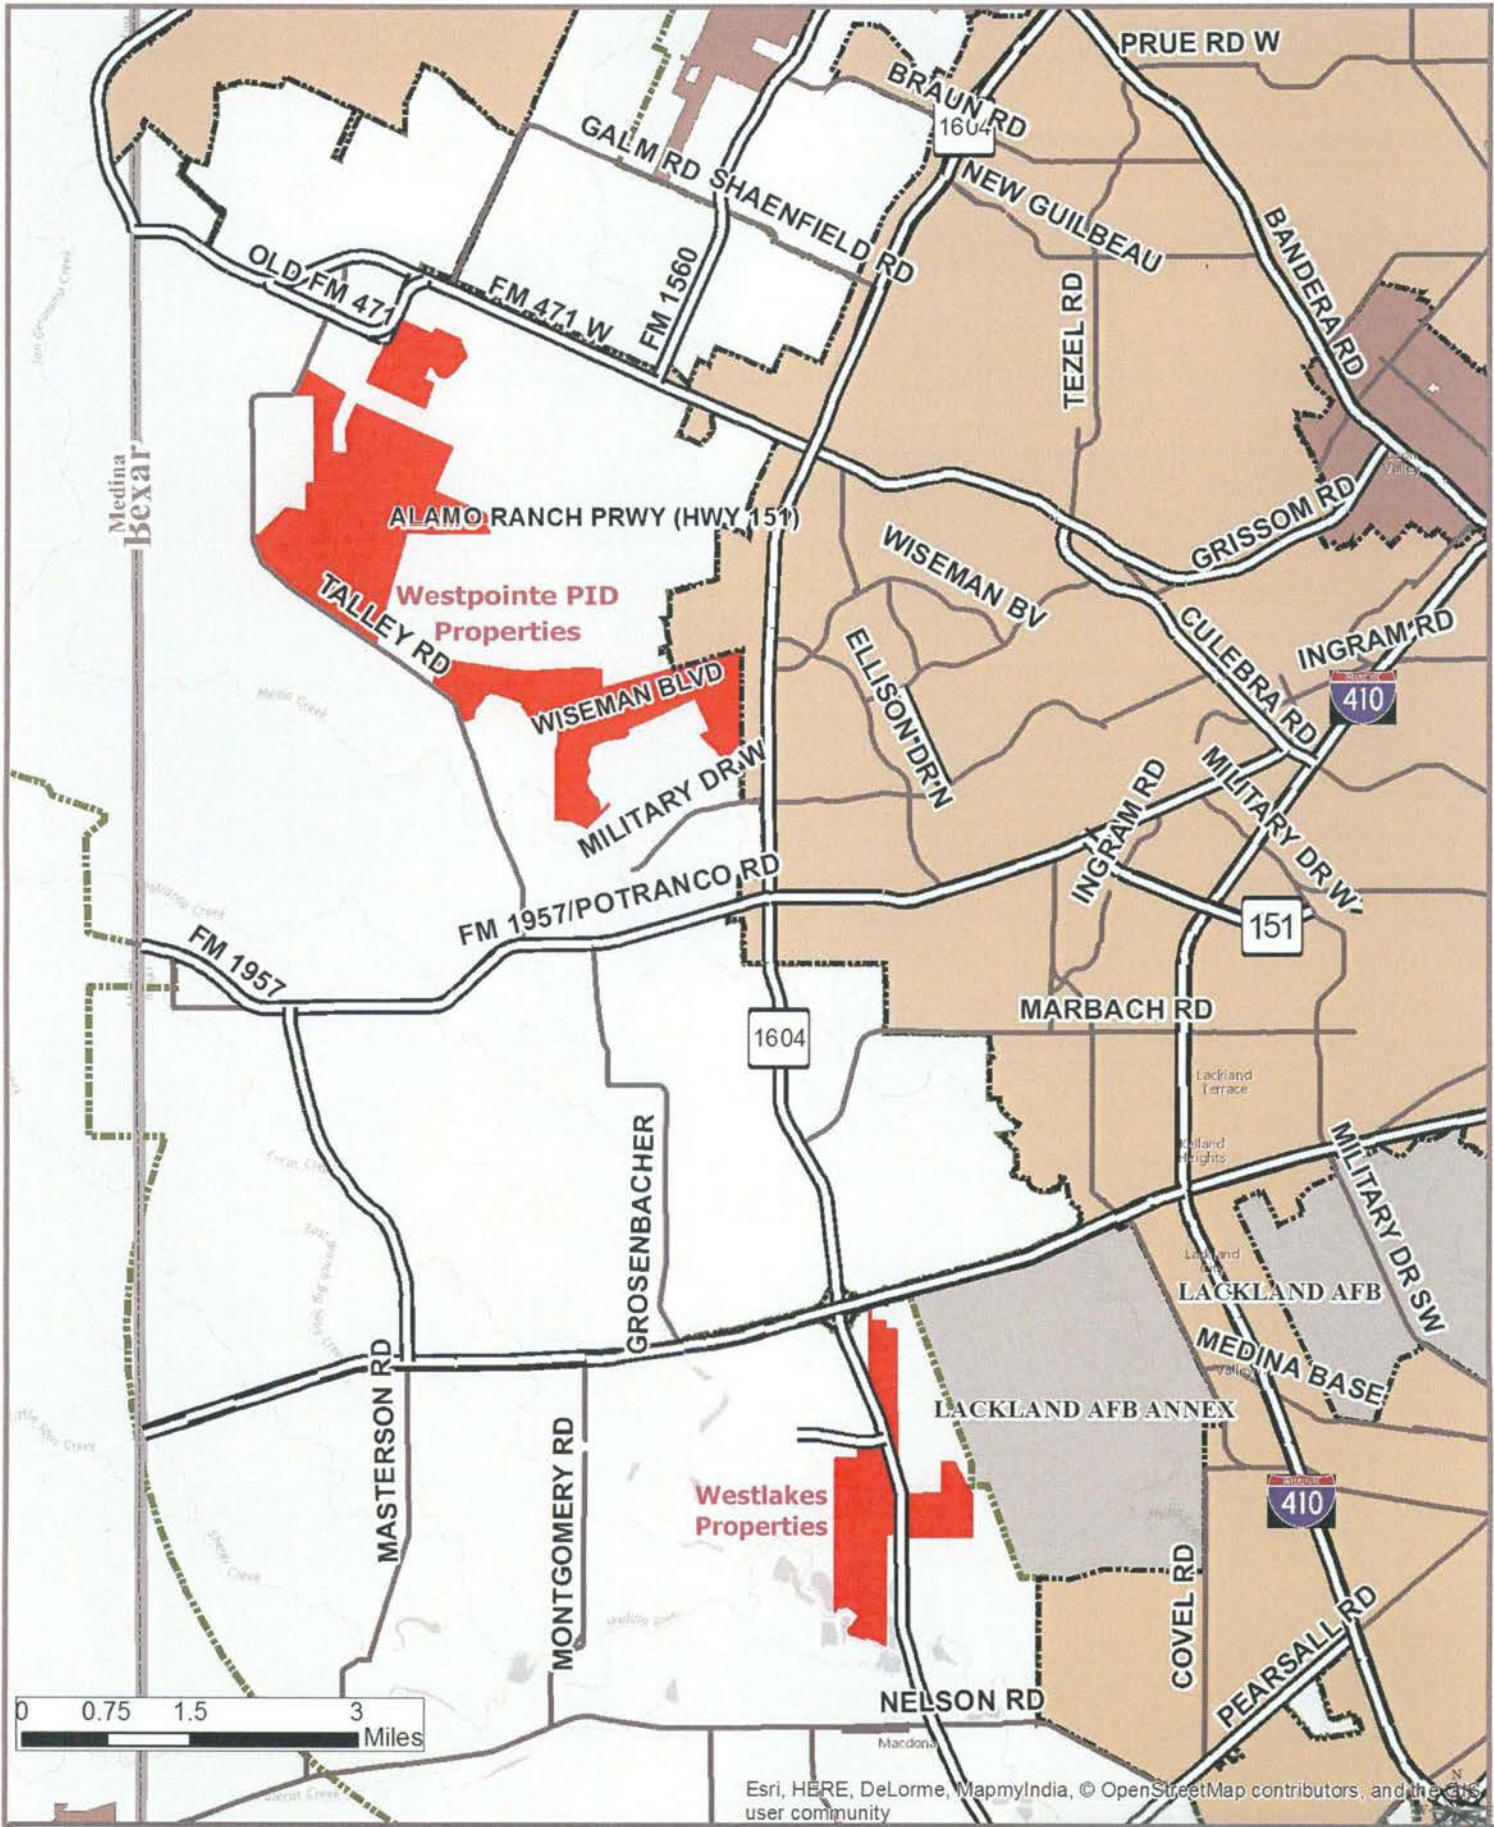 PRUE RD W
BRAUN RD
1604
GALM RD
SHAENFIELD RD
NEW GUILBEAU
BANDERA RD
OLD FM 471
FM 471 W
FM 1560
TEZEL RD
Medina
Bexar
Valley
GRISSOM RD
ALAMO RANCH PRWY (HWY 151)
WISEMAN BV
Westpointe PID
Properties
TALLEY RD
CULEBRA RD
INGRAM RD
410
ELLISON DR N
WISEMAN BLVD
Medio Creek
MILITARY DR W
MILITARY DR W
INGRAM RD
FM 1957/POTRANCO RD
151
FM 1957
MARBACH RD
1604
Lackland
Terrace
Heights
GROSENBACHER
MILITARY DR SW
LACKLAND AFB
MEDINA BASE
Valley
MASTERSON RD
LACKLAND AFB ANNEX
MONTGOMERY RD
Westlakes
Properties
410
COVEL RD
PEARSALL RD
NELSON RD
Macdona
0 0.75 1.5 3
Miles
N
Esri, HERE, DeLorme, MapmyIndia, © OpenStreetMap contributors, and the GIS
user community